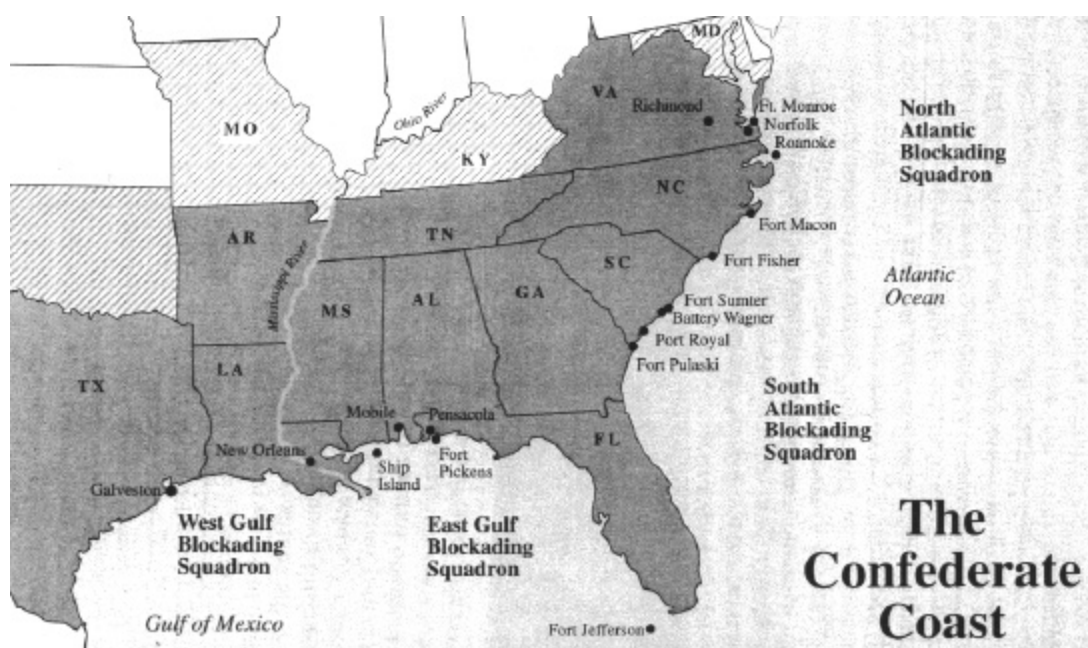 MD
VA
Richmond
Ft. Monroe
Norfolk
Roanoke
North
Atlantic
Blockading
Squadron
MO
Ohio River
KY
NC
Fort Macon
AR
TN
Mississippi River
SC
Fort Fisher
Atlantic
Ocean
MS
AL
GA
Fort Sumter
Battery Wagner
Port Royal
Fort Pulaski
TX
LA
South
Atlantic
Blockading
Squadron
Mobile
Pensacola
FL
New Orleans
Ship
Island
Fort
Pickens
Galveston
West Gulf
Blockading
Squadron
East Gulf
Blockading
Squadron
The
Confederate
Coast
Gulf of Mexico
Fort Jefferson